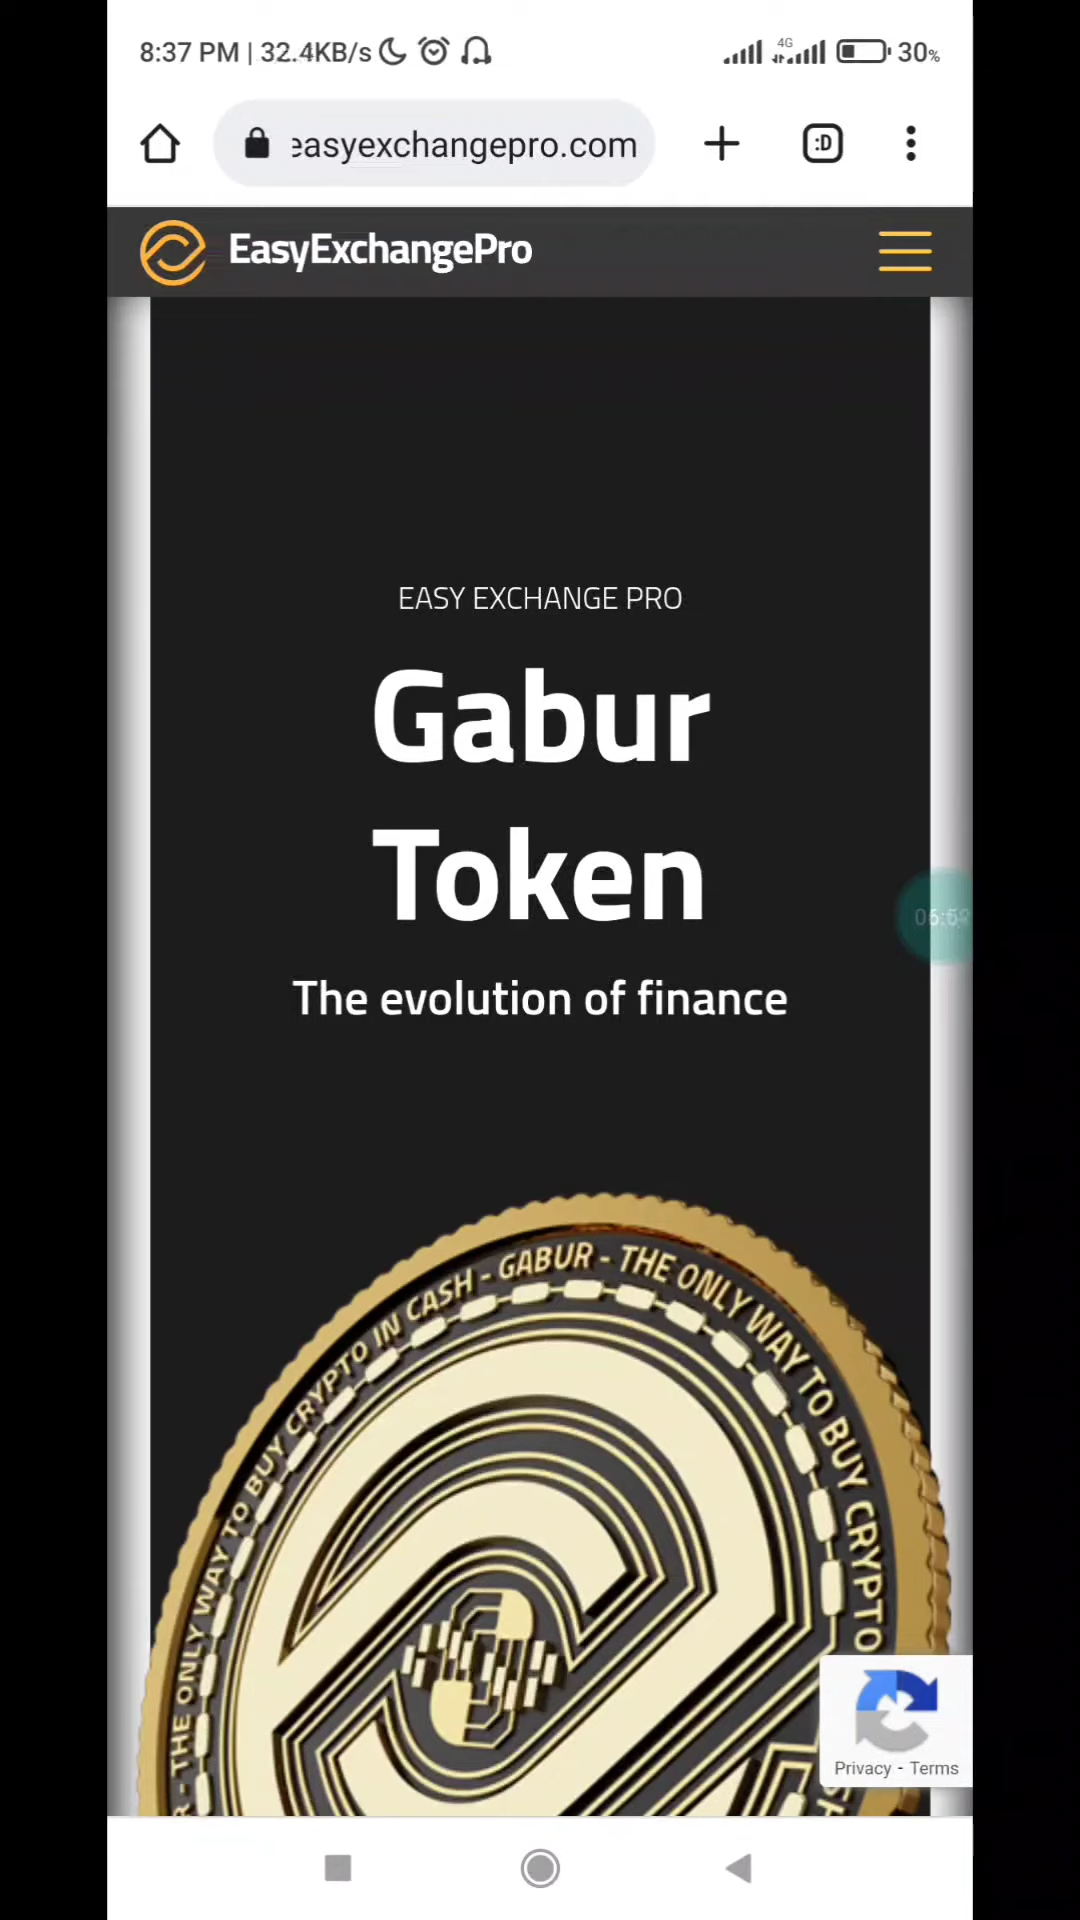 8:37 PM | 32.4KB/s
4G
30%
easyexchangepro.com
:D
EasyExchangePro
EASY EXCHANGE PRO
Gabur
Token
The evolution of finance
- THE ONLY WAY TO BUY CRYPTO IN CASH - GABUR - THE ONLY WAY TO BUY CRYPTO
Privacy - Terms